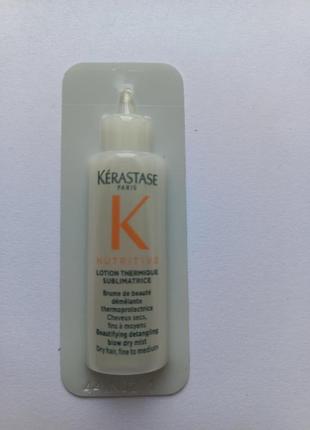 KÉRASTASE
PARIS
K
NUTRITIVE
LOTION THERMIQUE
SUBLIMATRICE
Brume de beauté
démêlante
thermoprotectrice
Cheveux secs,
fins à moyens
Beautifying detangling
blow dry mist
Dry hair, fine to medium